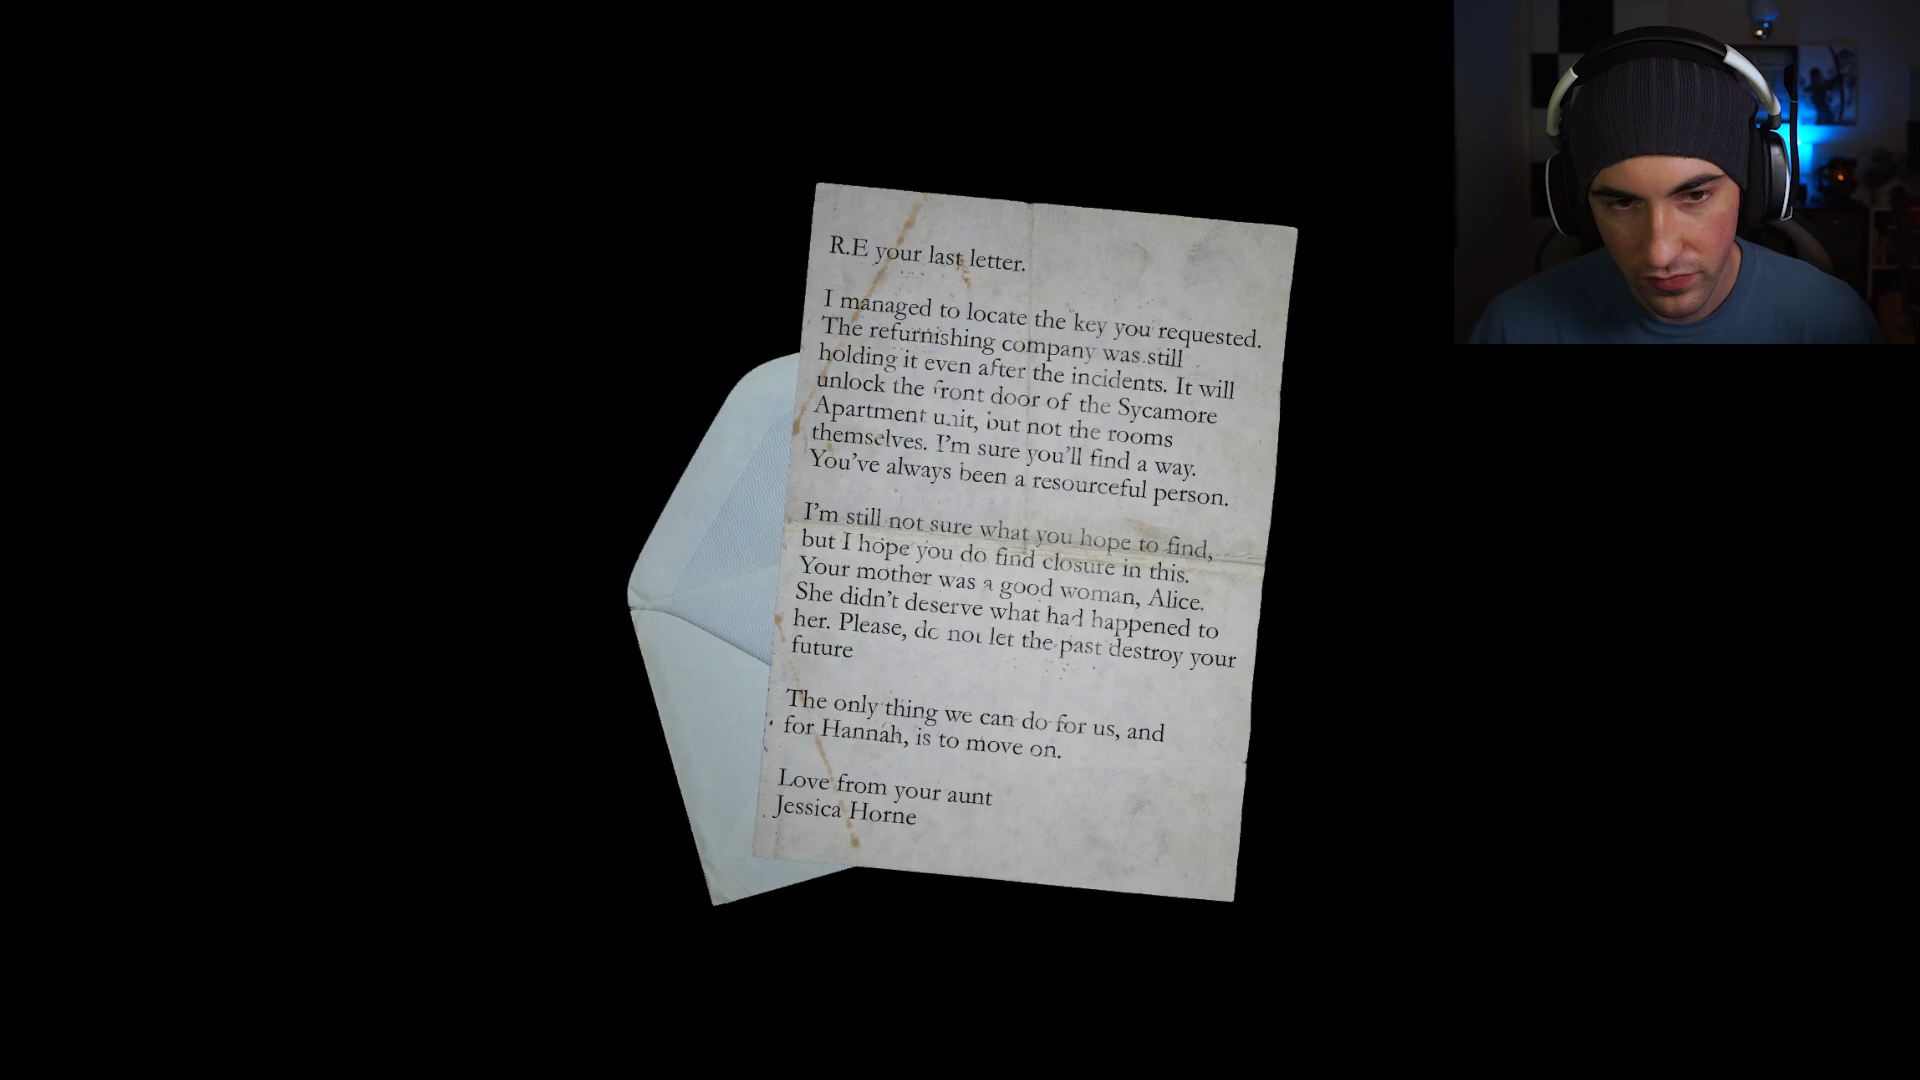 R.E your last letter.
I managed to locate the key you requested.
The refurnishing company was still
holding it even after the incidents. It will
unlock the front door of the Sycamore
Apartment unit, but not the rooms
themselves. I'm sure you'll find a way.
You've always been a resourceful person.
I'm still not sure what you hope to find,
but I hope you do find closure in this.
Your mother was a good woman, Alice.
She didn't deserve what had happened to
her. Please, do not let the past destroy your
future
The only thing we can do for us, and
for Hannah, is to move on.
Love from your aunt
Jessica Horne